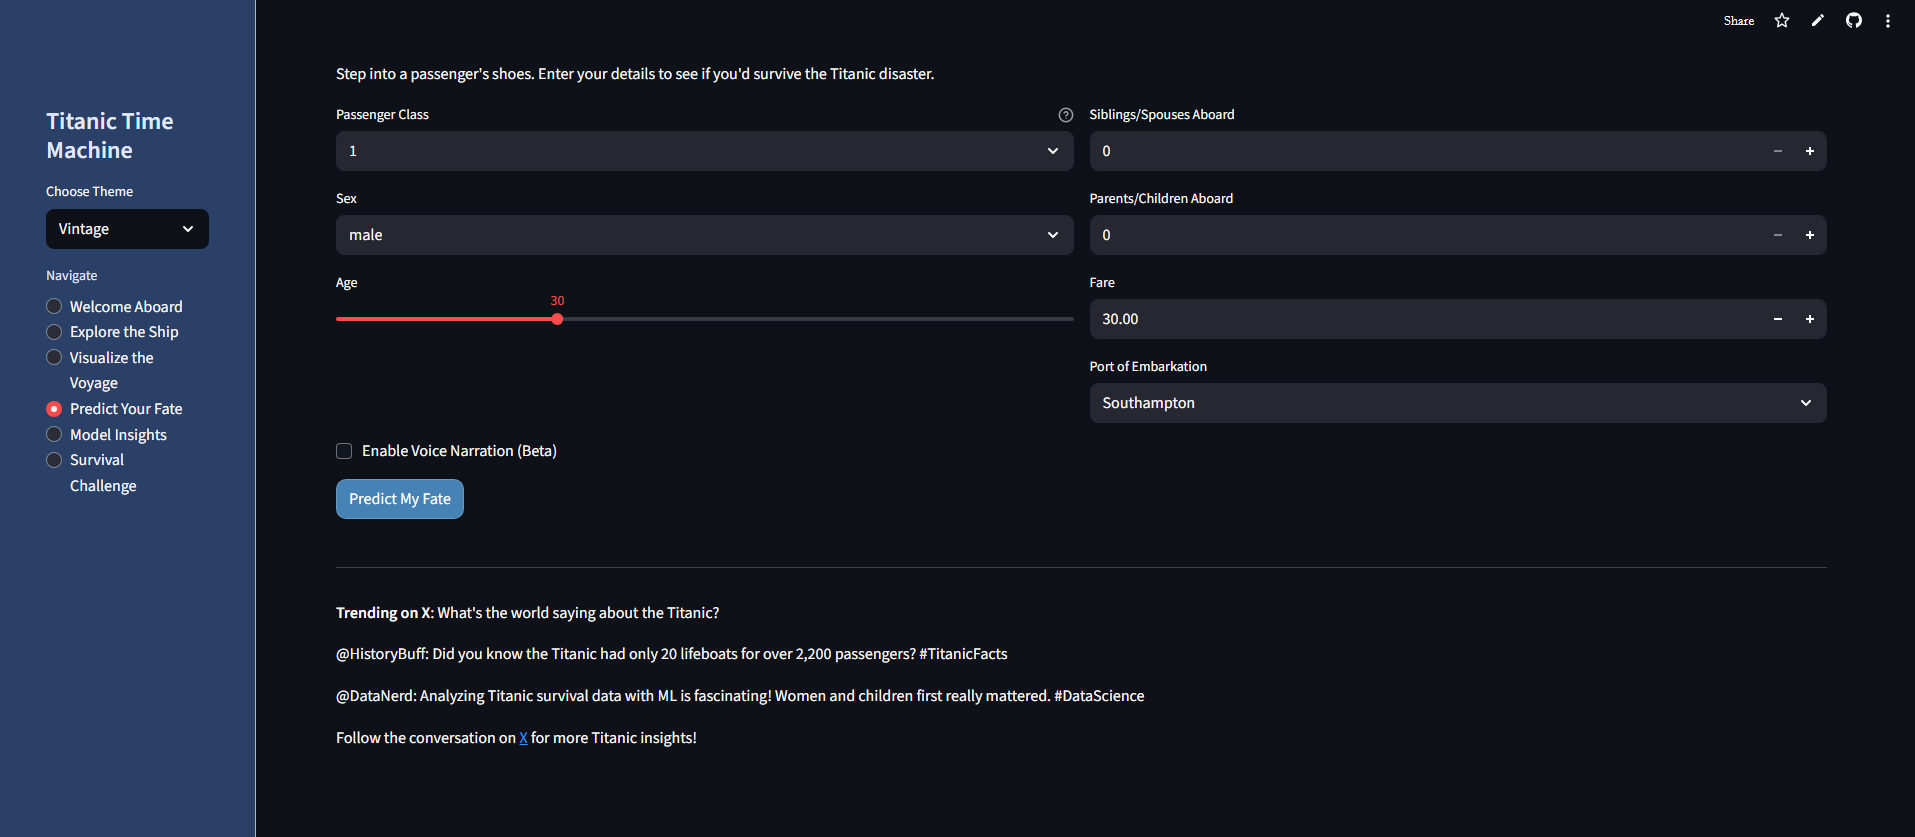 Share
Titanic Time
Machine
Choose Theme
Vintage
Navigate
Welcome Aboard
Explore the Ship
Visualize the
Voyage
Predict Your Fate
Model Insights
Survival
Challenge
Step into a passenger's shoes. Enter your details to see if you'd survive the Titanic disaster.
Passenger Class
1
Sex
male
Age
30
Siblings/Spouses Aboard
0
Parents/Children Aboard
0
Fare
30.00
Port of Embarkation
Southampton
Enable Voice Narration (Beta)
Predict My Fate
Trending on X: What's the world saying about the Titanic?
@HistoryBuff: Did you know the Titanic had only 20 lifeboats for over 2,200 passengers? #TitanicFacts
@DataNerd: Analyzing Titanic survival data with ML is fascinating! Women and children first really mattered. #DataScience
Follow the conversation on X for more Titanic insights!